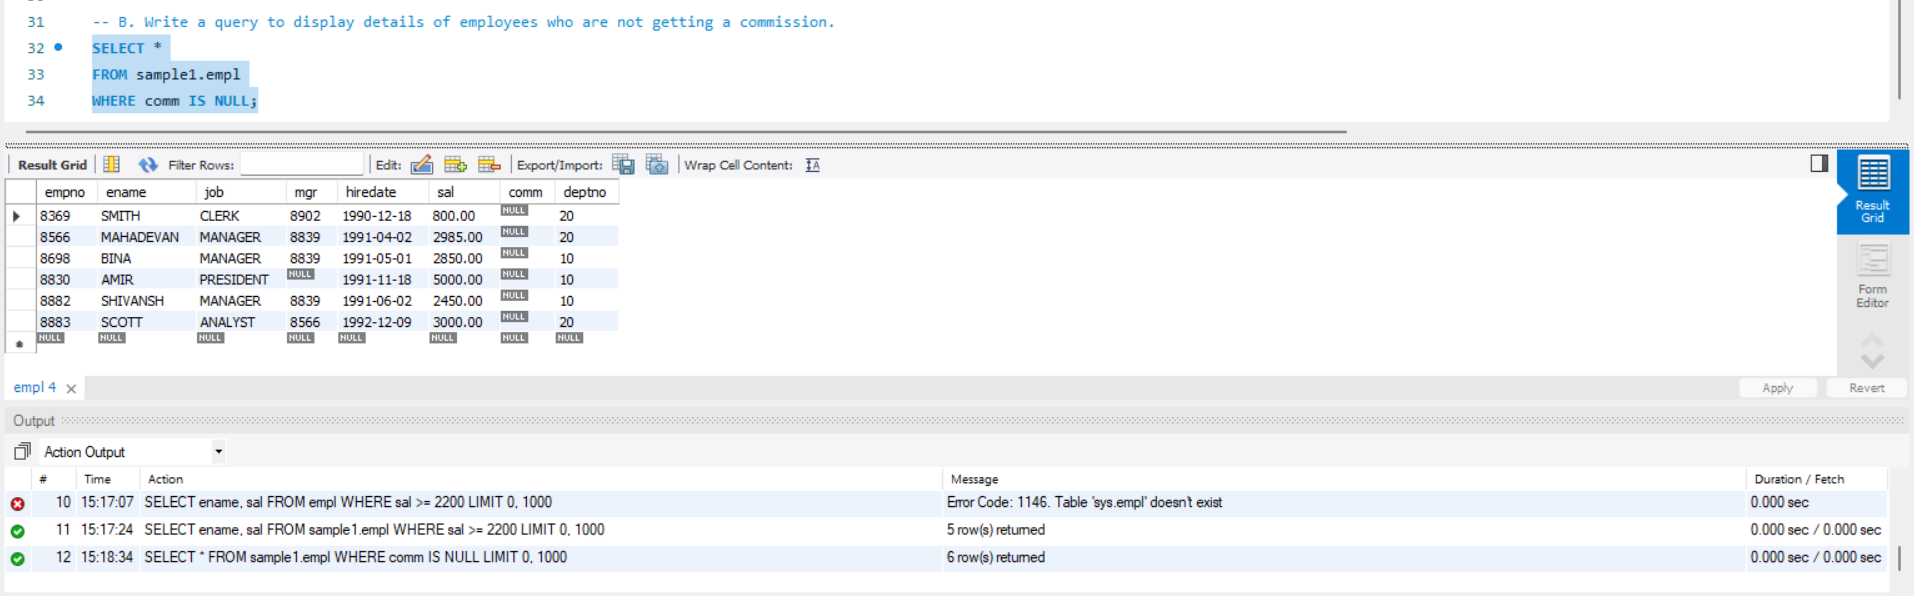 31 -- B. Write a query to display details of employees who are not getting a commission.
32 SELECT *
33 FROM sample1.empl
34 WHERE comm IS NULL;
Result Grid Filter Rows: Edit: Export/Import: Wrap Cell Content: IA
empno ename job mgr hiredate sal comm deptno
8369 SMITH CLERK 8902 1990-12-18 800.00 NULL 20
8566 MAHADEVAN MANAGER 8839 1991-04-02 2985.00 NULL 20
8698 BINA MANAGER 8839 1991-05-01 2850.00 NULL 10
8830 AMIR PRESIDENT NULL 1991-11-18 5000.00 NULL 10
8882 SHIVANSH MANAGER 8839 1991-06-02 2450.00 NULL 10
8883 SCOTT ANALYST 8566 1992-12-09 3000.00 NULL 20
NULL NULL NULL NULL NULL NULL NULL NULL
Result
Grid
Form
Editor
empl 4
Apply Revert
Output
Action Output
# Time Action Message Duration / Fetch
10 15:17:07 SELECT ename, sal FROM empl WHERE sal >= 2200 LIMIT 0, 1000 Error Code: 1146. Table 'sys.empl' doesn't exist 0.000 sec
11 15:17:24 SELECT ename, sal FROM sample1.empl WHERE sal >= 2200 LIMIT 0, 1000 5 row(s) returned 0.000 sec / 0.000 sec
12 15:18:34 SELECT * FROM sample1.empl WHERE comm IS NULL LIMIT 0, 1000 6 row(s) returned 0.000 sec / 0.000 sec